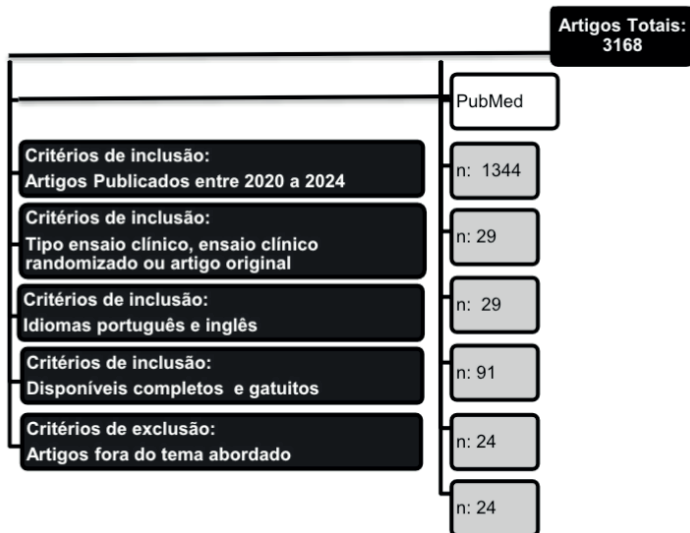 Artigos Totais:
3168
PubMed
Critérios de inclusão:
Artigos Publicados entre 2020 a 2024
n: 1344
Critérios de inclusão:
Tipo ensaio clínico, ensaio clínico
randomizado ou artigo original
n: 29
Critérios de inclusão:
Idiomas português e inglês
n: 29
Critérios de inclusão:
Disponíveis completos e gatuitos
n: 91
Critérios de exclusão:
Artigos fora do tema abordado
n: 24
n: 24